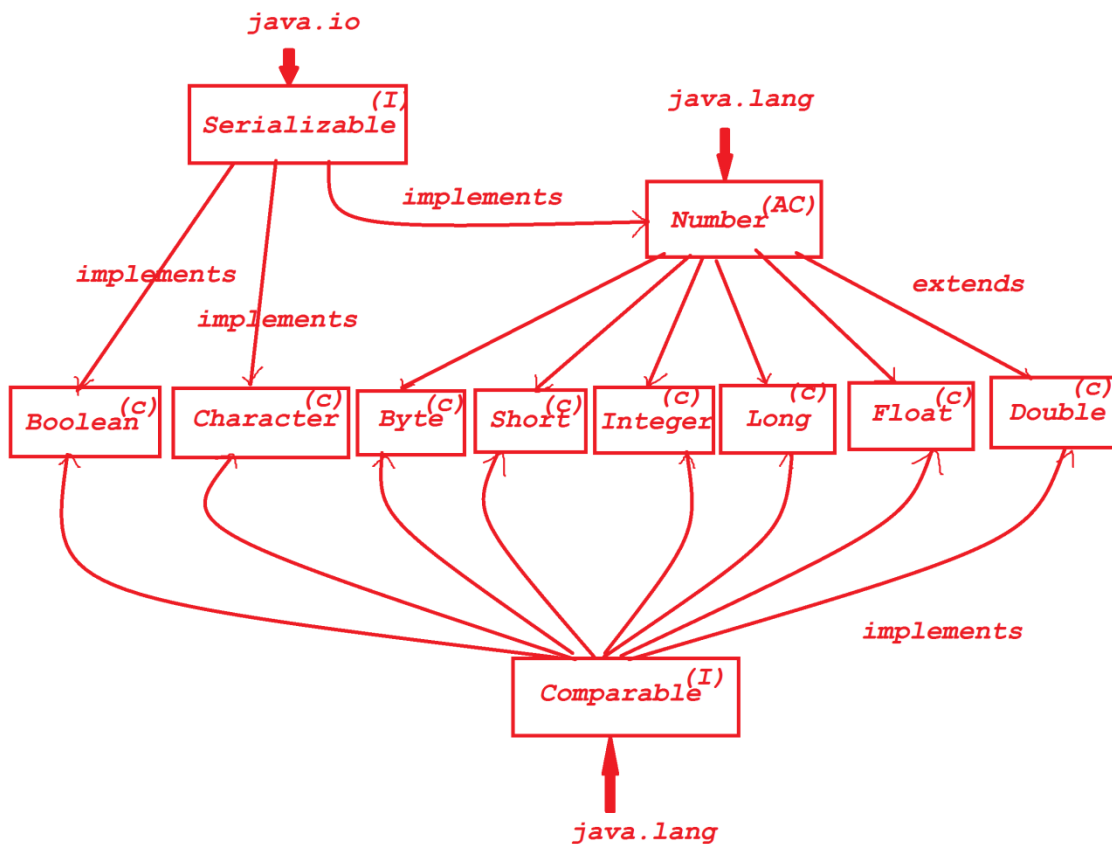 java.io
(I)
Serializable
java.lang
(AC)
Number
implements
implements
implements
extends
(c)
Boolean
(c)
Character
(c)
Byte
(c)
Short
(c)
Integer
(c)
Long
(c)
Float
(c)
Double
implements
(I)
Comparable
java.lang